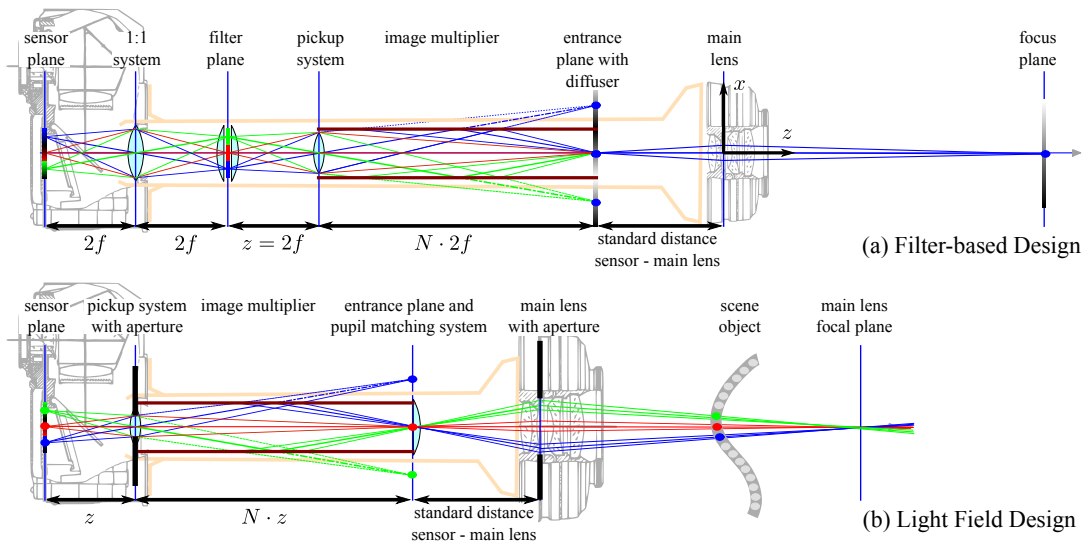 sensor
plane
1:1
system
filter
plane
pickup
system
image multiplier
entrance
plane with
diffuser
main
lens
focus
plane
x
z
2f
2f
z = 2f
N · 2f
standard distance
sensor - main lens
(a) Filter-based Design
sensor
plane
pickup system
with aperture
image multiplier
entrance plane and
pupil matching system
main lens
with aperture
scene
object
main lens
focal plane
z
N · z
standard distance
sensor - main lens
(b) Light Field Design